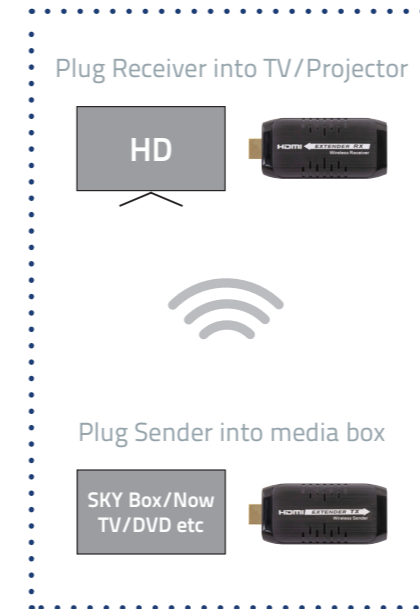 Plug Receiver into TV/Projector
HD
HDMI EXTENDER RX
Wireless Receiver
Plug Sender into media box
SKY Box/Now
TV/DVD etc
HDMI EXTENDER TX
Wireless Sender